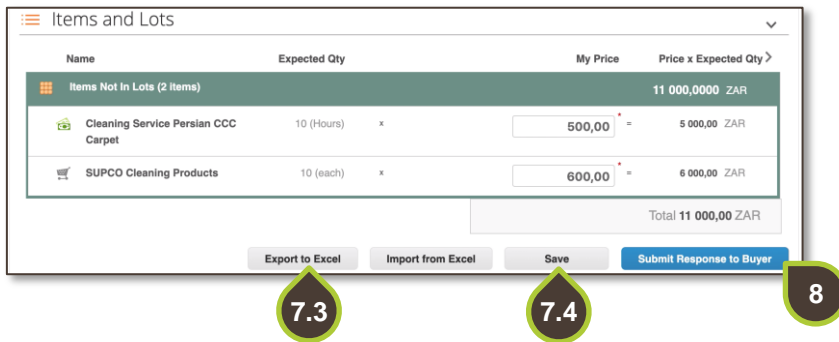 Items and Lots
Name Expected Qty My Price Price x Expected Qty
Items Not In Lots (2 items) 11 000,0000 ZAR
Cleaning Service Persian CCC Carpet 10 (Hours) x 500,00 * = 5 000,00 ZAR
SUPCO Cleaning Products 10 (each) x 600,00 * = 6 000,00 ZAR
Total 11 000,00 ZAR
Export to Excel Import from Excel Save Submit Response to Buyer
7.3 7.4 8